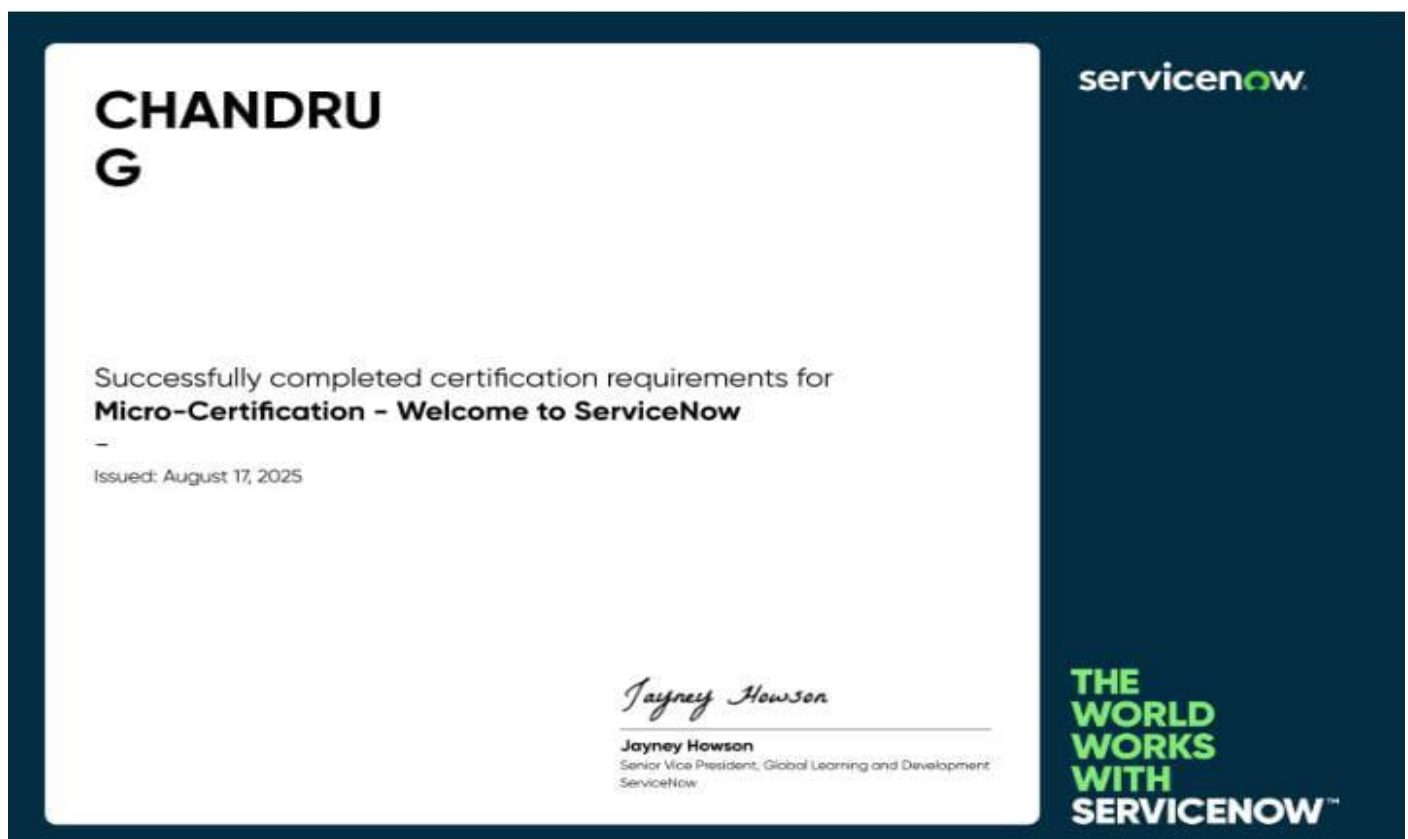 CHANDRU
G
Successfully completed certification requirements for
Micro-Certification - Welcome to ServiceNow
-
Issued: August 17, 2025
Jayney Howson
Jayney Howson
Senior Vice President, Global Learning and Development
ServiceNow
servicenow.
THE
WORLD
WORKS
WITH
SERVICENOW™